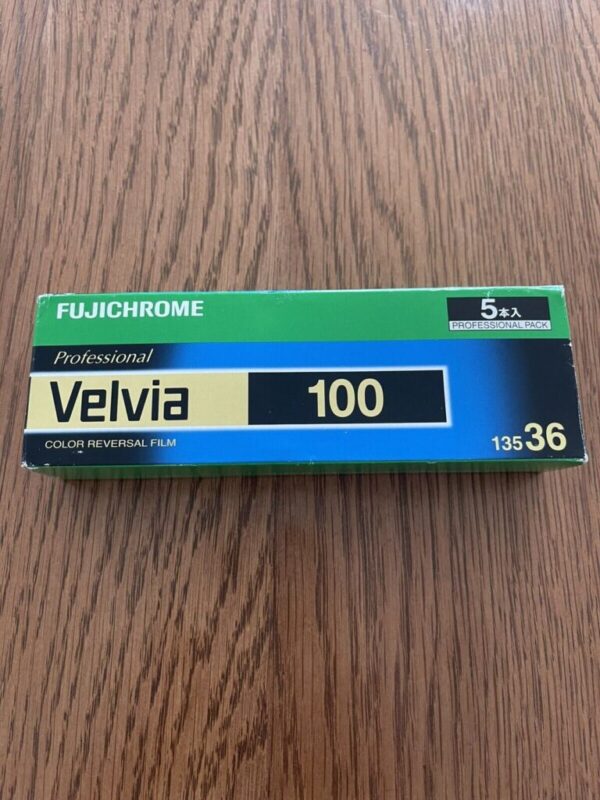 FUJICHROME
5本入
PROFESSIONAL PACK
Professional
Velvia 100
COLOR REVERSAL FILM
135 36